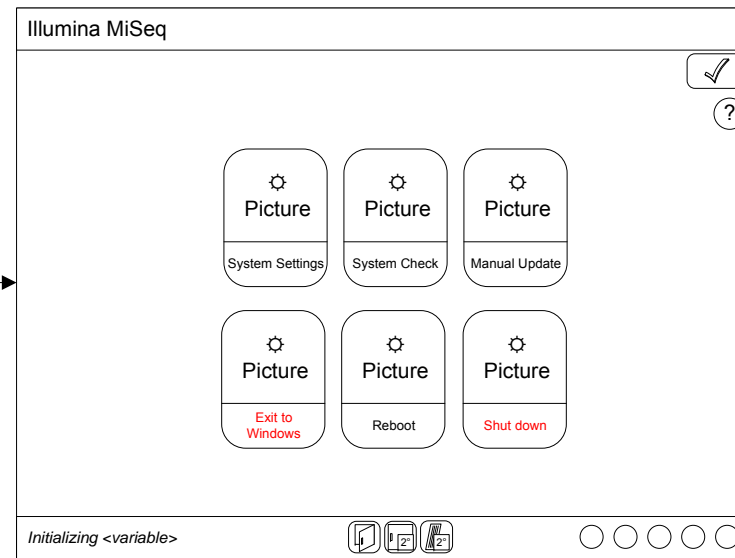 Illumina MiSeq
?
Picture
Picture
Picture
System Settings
System Check
Manual Update
Picture
Picture
Picture
Exit to
Windows
Reboot
Shut down
Initializing <variable>
2°
2°